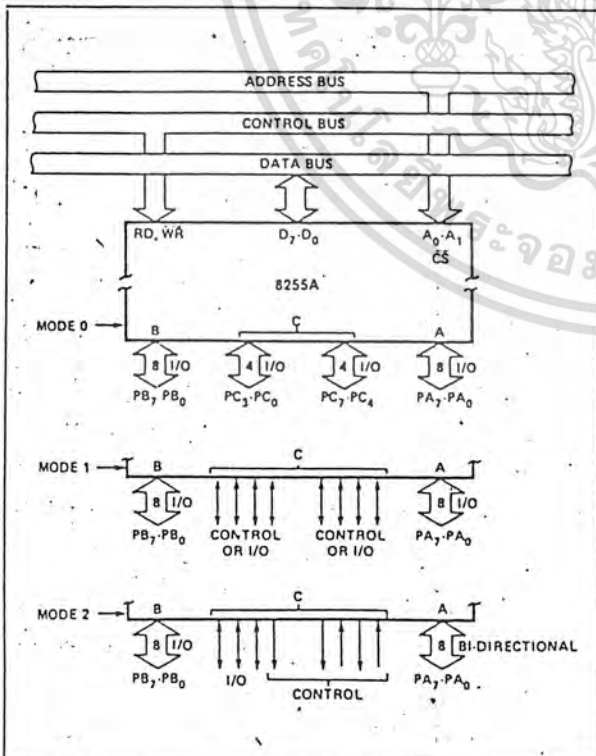 ADDRESS BUS
CONTROL BUS
DATA BUS
RD, WR D₇-D₀ A₀-A₁
CS
8255A
MODE 0
B C A
8 I/O 4 I/O 4 I/O 8 I/O
PB₇ PB₀ PC₃-PC₀ PC₇-PC₄ PA₇-PA₀
MODE 1
B C A
8 I/O 8 I/O
PB₇-PB₀ CONTROL CONTROL PA₇-PA₀
OR I/O OR I/O
MODE 2
B C A
8 I/O 8 BI-DIRECTIONAL
PB₇-PB₀ I/O PA₇-PA₀
CONTROL